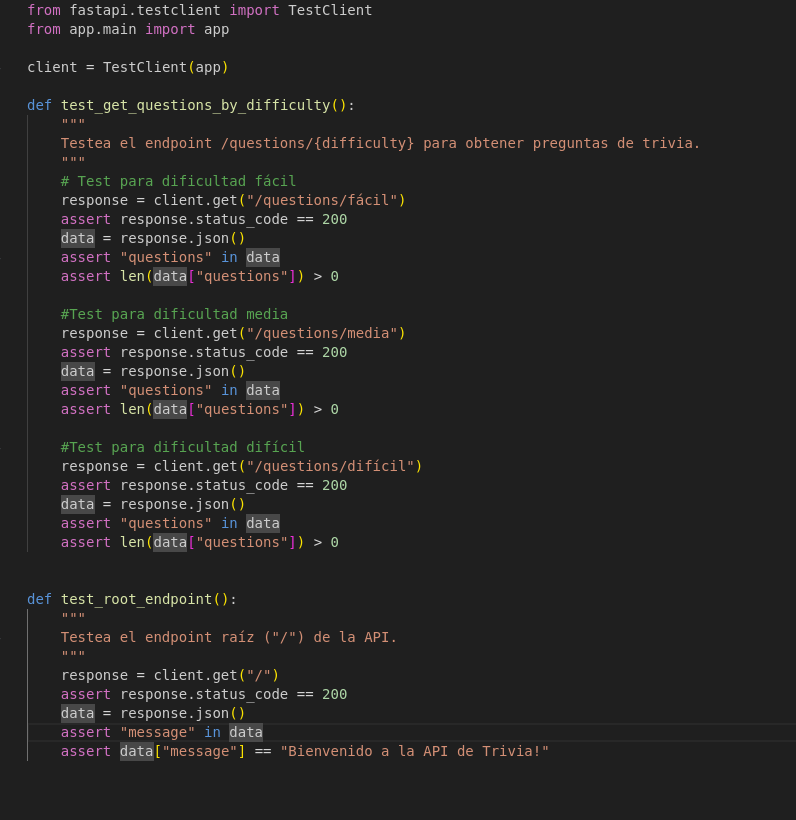 from fastapi.testclient import TestClient
from app.main import app
client = TestClient(app)
def test_get_questions_by_difficulty():
"""
Testea el endpoint /questions/{difficulty} para obtener preguntas de trivia.
"""
# Test para dificultad fácil
response = client.get("/questions/fácil")
assert response.status_code == 200
data = response.json()
assert "questions" in data
assert len(data["questions"]) > 0
#Test para dificultad media
response = client.get("/questions/media")
assert response.status_code == 200
data = response.json()
assert "questions" in data
assert len(data["questions"]) > 0
#Test para dificultad difícil
response = client.get("/questions/difícil")
assert response.status_code == 200
data = response.json()
assert "questions" in data
assert len(data["questions"]) > 0
def test_root_endpoint():
"""
Testea el endpoint raíz ("/") de la API.
"""
response = client.get("/")
assert response.status_code == 200
data = response.json()
assert "message" in data
assert data["message"] == "Bienvenido a la API de Trivia!"